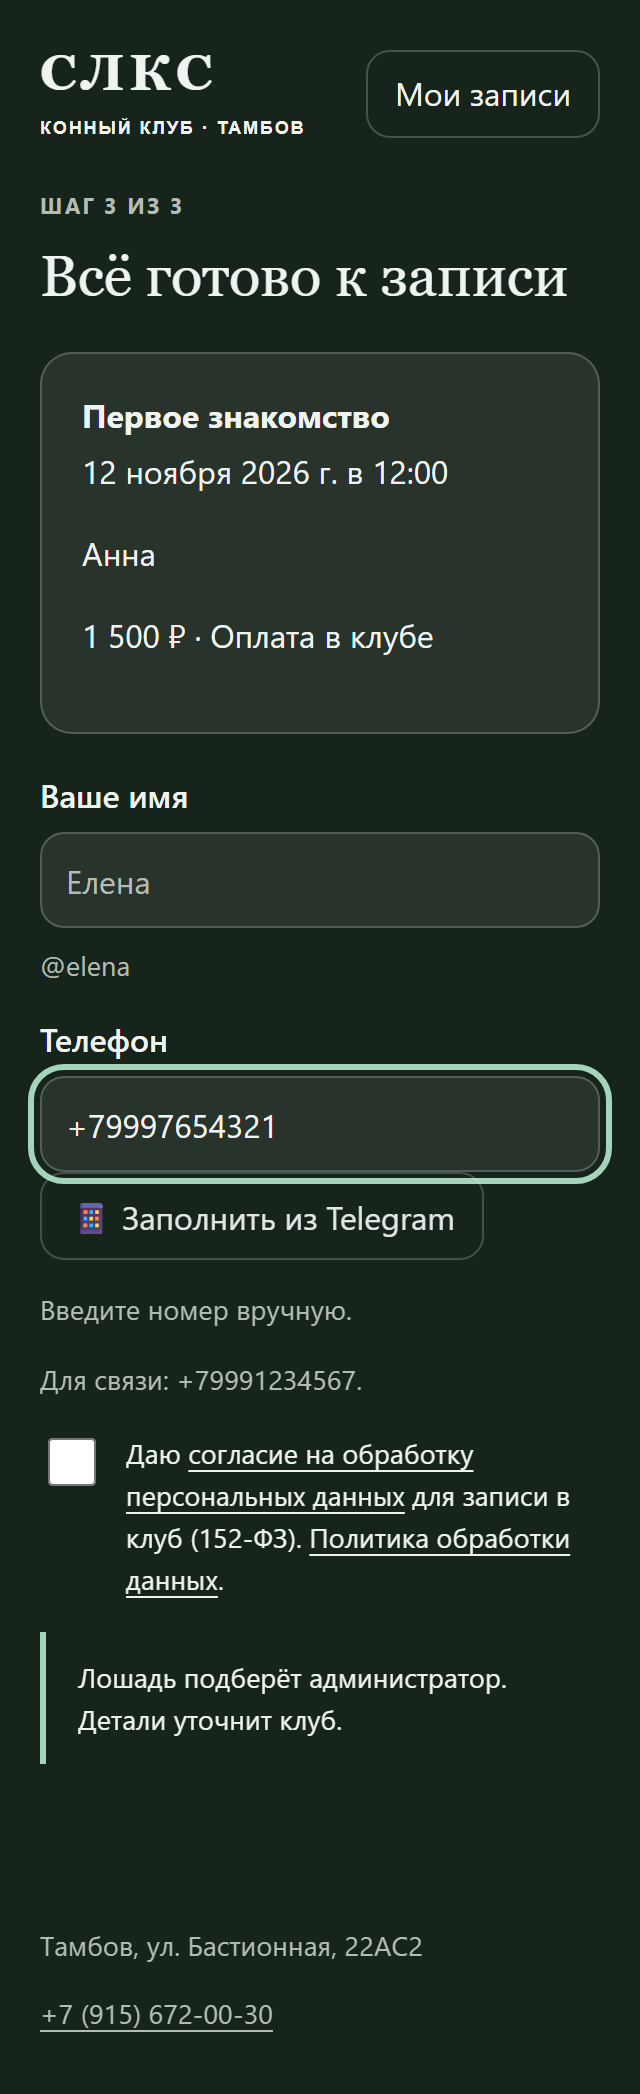 СЛКС
КОННЫЙ КЛУБ · ТАМБОВ
Мои записи
ШАГ 3 ИЗ 3
Всё готово к записи
Первое знакомство
12 ноября 2026 г. в 12:00
Анна
1 500 ₽ · Оплата в клубе
Ваше имя
Елена
@elena
Телефон
+79997654321
Заполнить из Telegram
Введите номер вручную.
Для связи: +79991234567.
Даю согласие на обработку
персональных данных для записи в
клуб (152-ФЗ). Политика обработки
данных.
Лошадь подберёт администратор.
Детали уточнит клуб.
Тамбов, ул. Бастионная, 22АС2
+7 (915) 672-00-30